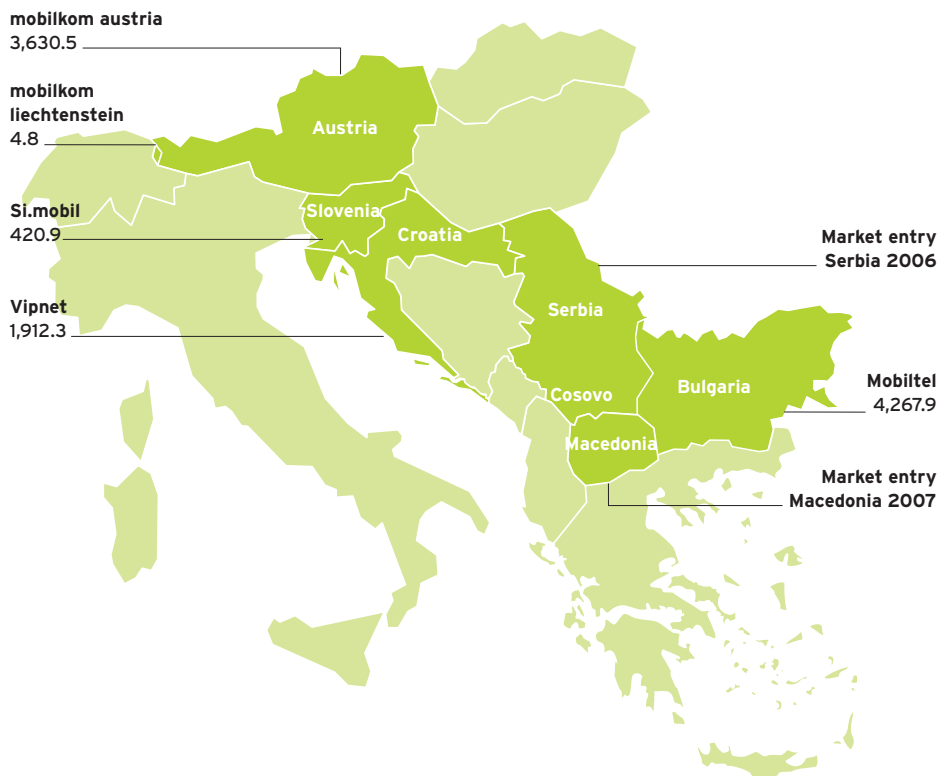 mobilkom austria
3,630.5
mobilkom
liechtenstein
4.8
Austria
Si.mobil
420.9
Slovenia
Croatia
Market entry
Serbia 2006
Vipnet
1,912.3
Serbia
Cosovo
Bulgaria
Mobiltel
4,267.9
Macedonia
Market entry
Macedonia 2007